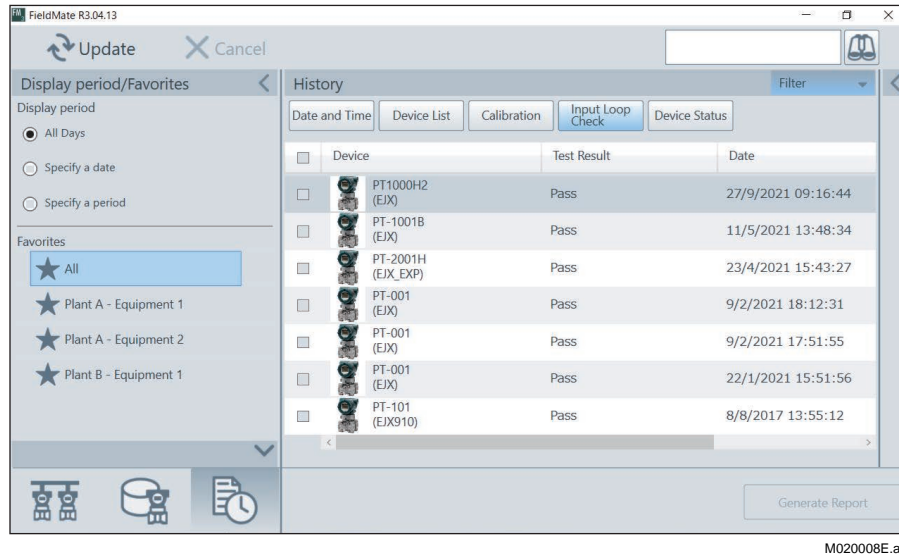 FieldMate R3.04.13
Update
Cancel
Display period/Favorites
Display period
All Days
Specify a date
Specify a period
Favorites
All
Plant A - Equipment 1
Plant A - Equipment 2
Plant B - Equipment 1
History
Filter
Date and Time
Device List
Calibration
Input Loop
Check
Device Status
Device Test Result Date
PT1000H2
(EJX) Pass 27/9/2021 09:16:44
PT-1001B
(EJX) Pass 11/5/2021 13:48:34
PT-2001H
(EJX_EXP) Pass 23/4/2021 15:43:27
PT-001
(EJX) Pass 9/2/2021 18:12:31
PT-001
(EJX) Pass 9/2/2021 17:51:55
PT-001
(EJX) Pass 22/1/2021 15:51:56
PT-101
(EJX910) Pass 8/8/2017 13:55:12
Generate Report
M020008E.a